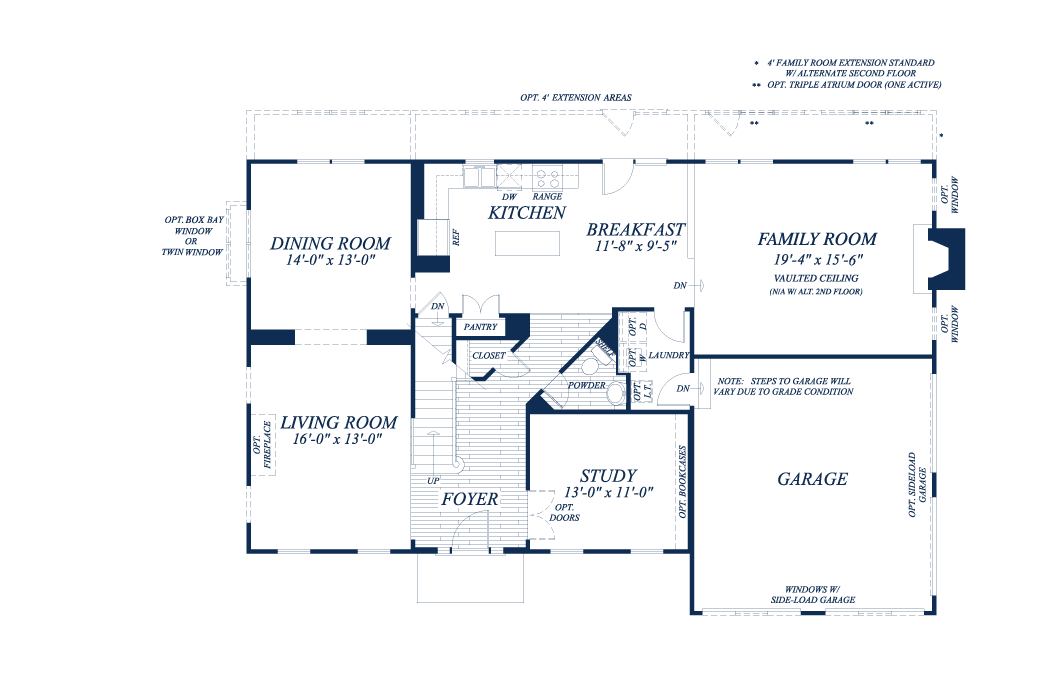 * 4' FAMILY ROOM EXTENSION STANDARD
W/ ALTERNATE SECOND FLOOR
** OPT. TRIPLE ATRIUM DOOR (ONE ACTIVE)
OPT. 4' EXTENSION AREAS
**
**
*
OPT. BOX BAY
WINDOW
OR
TWIN WINDOW
DINING ROOM
14'-0" x 13'-0"
DW
RANGE
KITCHEN
REF
BREAKFAST
11'-8" x 9'-5"
FAMILY ROOM
19'-4" x 15'-6"
VAULTED CEILING
(N/A W/ ALT. 2ND FLOOR)
OPT.
WINDOW
OPT.
WINDOW
DN
DN
PANTRY
CLOSET
SHELF
POWDER
OPT.
D.
OPT.
W.
LAUNDRY
OPT.
L.T.
DN
NOTE: STEPS TO GARAGE WILL
VARY DUE TO GRADE CONDITION
LIVING ROOM
16'-0" x 13'-0"
OPT.
FIREPLACE
UP
FOYER
STUDY
13'-0" x 11'-0"
OPT.
DOORS
OPT. BOOKCASES
GARAGE
OPT. SIDELOAD
GARAGE
WINDOWS W/
SIDE-LOAD GARAGE